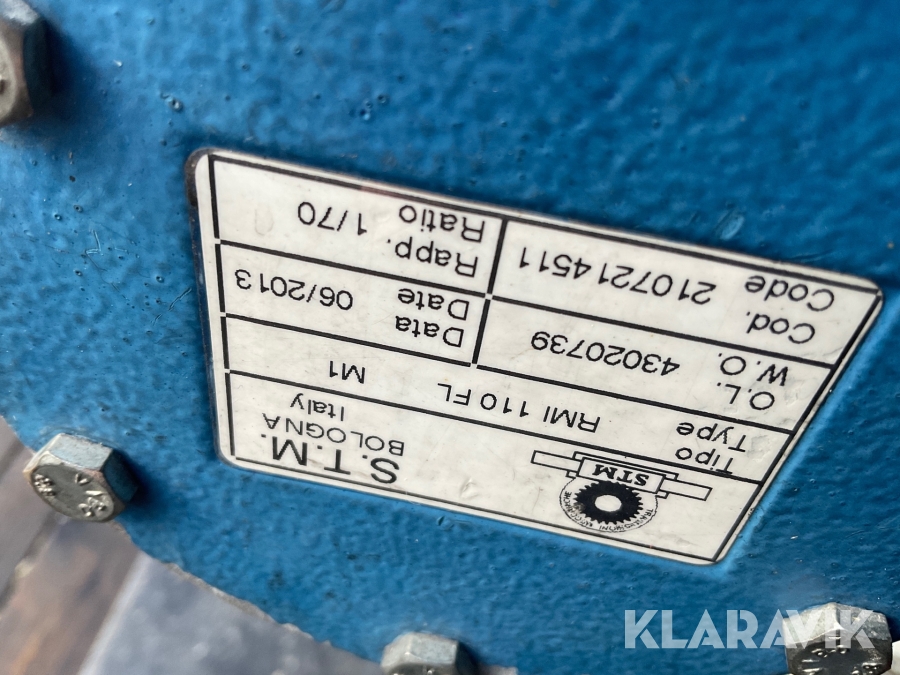 STM
S.T.M.
BOLOGNA
Italy
Tipo
Type
RMI 110 FL
M1
O.L.
W.O.
43020739
Data
Date
06/2013
Cod.
Code
2107214511
Rapp.
Ratio
1/70
KLARAVIK